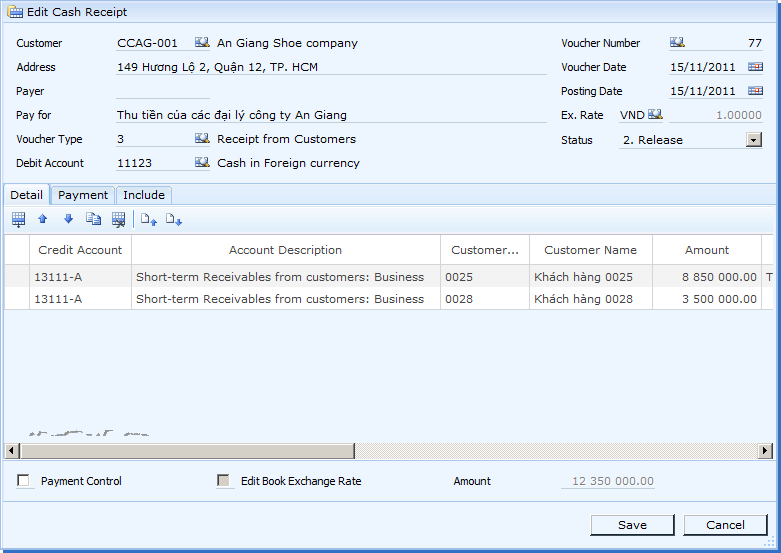 Edit Cash Receipt
Customer CCAG-001 An Giang Shoe company Voucher Number 77
Address 149 Hương Lộ 2, Quận 12, TP. HCM Voucher Date 15/11/2011
Payer Posting Date 15/11/2011
Pay for Thu tiền của các đại lý công ty An Giang Ex. Rate VND 1.00000
Voucher Type 3 Receipt from Customers Status 2. Release
Debit Account 11123 Cash in Foreign currency
Detail Payment Include
Credit Account Account Description Customer... Customer Name Amount
13111-A Short-term Receivables from customers: Business 0025 Khách hàng 0025 8 850 000.00 T
13111-A Short-term Receivables from customers: Business 0028 Khách hàng 0028 3 500 000.00
Payment Control Edit Book Exchange Rate Amount 12 350 000.00
Save Cancel